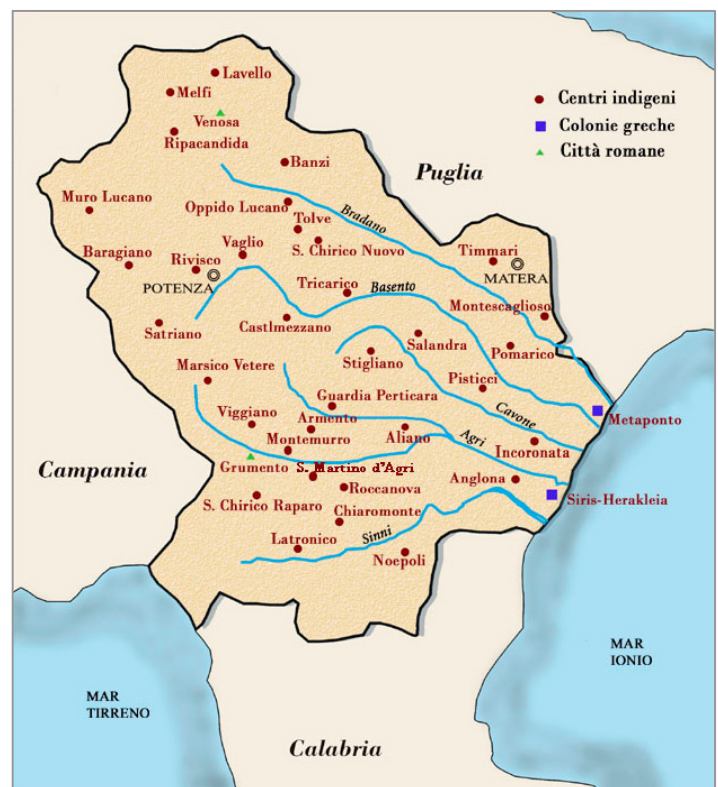 Lavello
Melfi
Venosa
Ripacandida
Banzi
Centri indigeni
Colonie greche
Città romane
Puglia
Muro Lucano
Oppido Lucano
Bradano
Tolve
S. Chirico Nuovo
Vaglio
Baragiano
Rivisco
POTENZA
Timmari
MATERA
Tricarico
Basento
Montescaglioso
Satriano
Castlmezzano
Salandra
Pomarico
Stigliano
Marsico Vetere
Pisticci
Guardia Perticara
Cavone
Metaponto
Viggiano
Armento
Aliano
Agri
Montemurro
Incoronata
Campania
Grumento
S. Martino d'Agri
Anglona
Roccanova
Siris-Herakleia
S. Chirico Raparo
Chiaromonte
Sinni
Latronico
Noepoli
MAR
IONIO
MAR
TIRRENO
Calabria